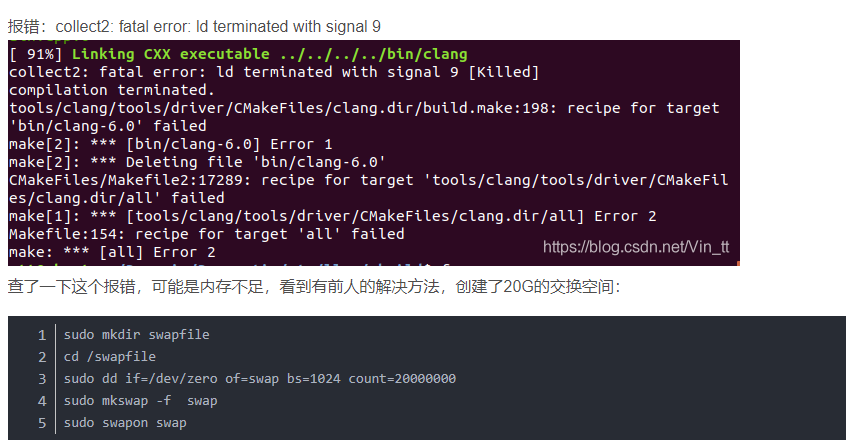 报错：collect2: fatal error: ld terminated with signal 9
[ 91%] Linking CXX executable ../../../../bin/clang
collect2: fatal error: ld terminated with signal 9 [Killed]
compilation terminated.
tools/clang/tools/driver/CMakeFiles/clang.dir/build.make:198: recipe for target
'bin/clang-6.0' failed
make[2]: *** [bin/clang-6.0] Error 1
make[2]: *** Deleting file 'bin/clang-6.0'
CMakeFiles/Makefile2:17289: recipe for target 'tools/clang/tools/driver/CMakeFil
es/clang.dir/all' failed
make[1]: *** [tools/clang/tools/driver/CMakeFiles/clang.dir/all] Error 2
Makefile:154: recipe for target 'all' failed
make: *** [all] Error 2
https://blog.csdn.net/Vin_tt
查了一下这个报错，可能是内存不足，看到有前人的解决方法，创建了20G的交换空间：
1 sudo mkdir swapfile
2 cd /swapfile
3 sudo dd if=/dev/zero of=swap bs=1024 count=20000000
4 sudo mkswap -f  swap
5 sudo swapon swap